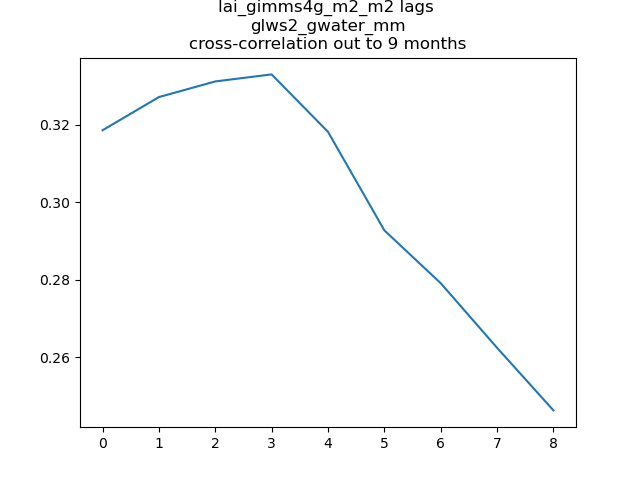 lai_gimms4g_m2_m2 lags
glws2_gwater_mm
cross-correlation out to 9 months
0.32
0.30
0.28
0.26
0 1 2 3 4 5 6 7 8